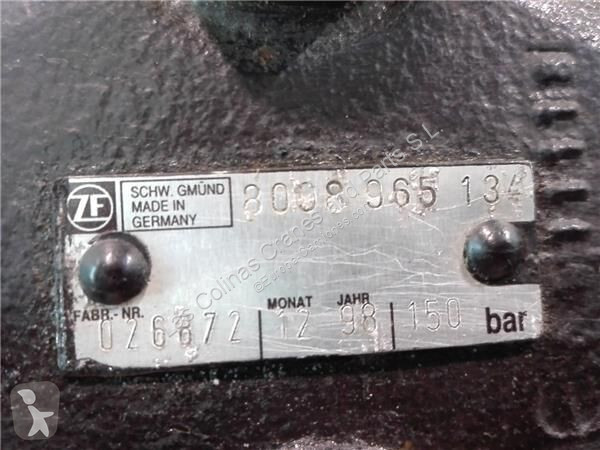 ZF
SCHW. GMÜND
MADE IN
GERMANY
8098 965 134
FABR.-NR.
MONAT JAHR
026672 12 98 150 bar
Colinas Cranes and Parts S L